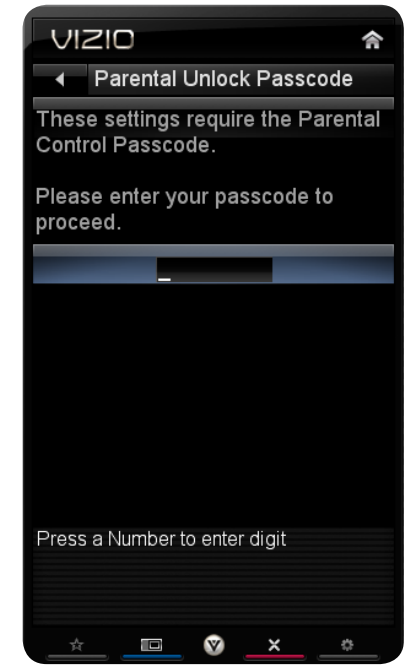 VIZIO
Parental Unlock Passcode
These settings require the Parental
Control Passcode.
Please enter your passcode to
proceed.
Press a Number to enter digit